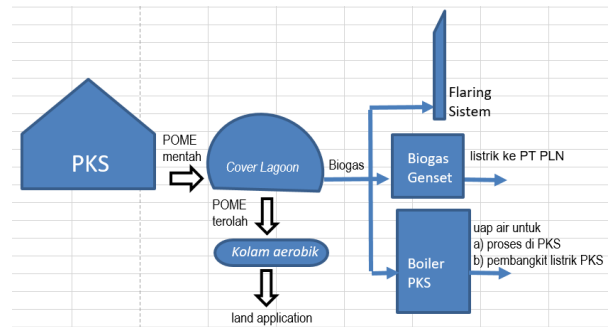 PKS
POME
mentah
Cover Lagoon
Biogas
Flaring
Sistem
Biogas
Genset
listrik ke PT PLN
POME
terolah
Kolam aerobik
land application
Boiler
PKS
uap air untuk
a) proses di PKS
b) pembangkit listrik PKS